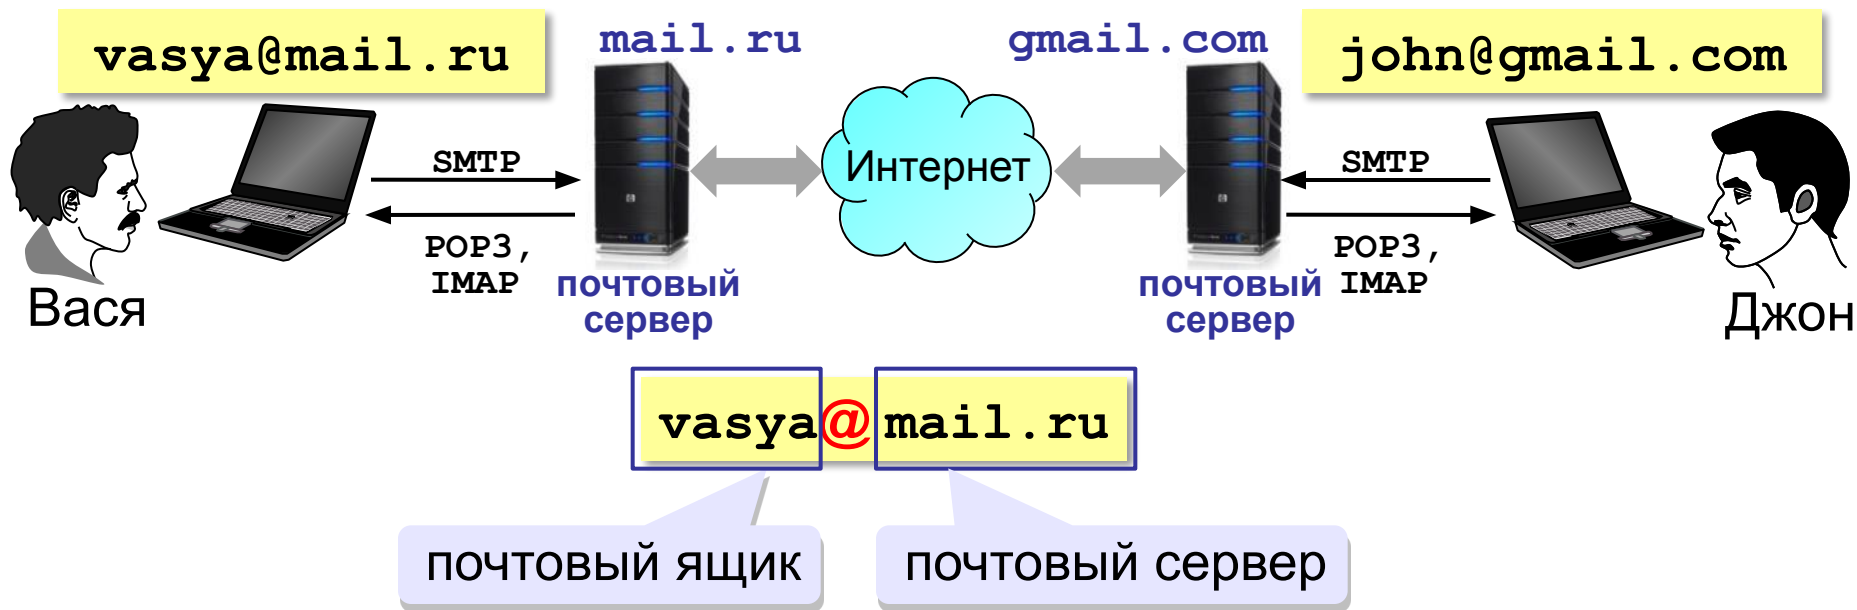 vasya@mail.ru
mail.ru
gmail.com
john@gmail.com
SMTP
POP3,
IMAP
Интернет
SMTP
POP3,
IMAP
Вася
почтовый
сервер
почтовый
сервер
Джон
vasya@mail.ru
почтовый ящик
почтовый сервер